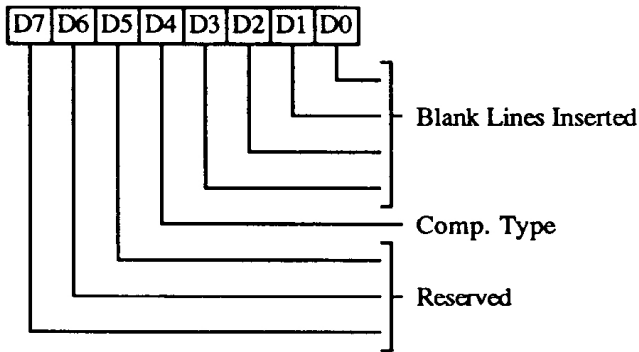 D7 D6 D5 D4 D3 D2 D1 D0
Blank Lines Inserted
Comp. Type
Reserved